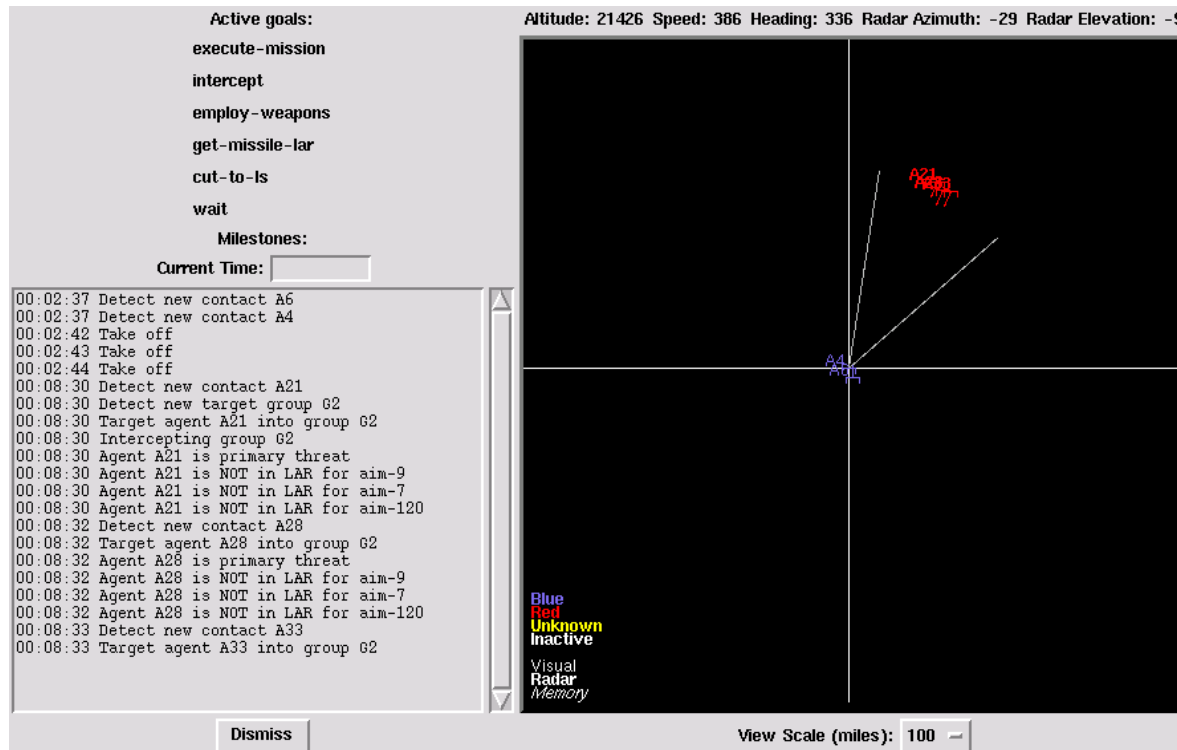 Active goals:
execute-mission
intercept
employ-weapons
get-missile-lar
cut-to-ls
wait
Milestones:
Current Time:
00:02:37 Detect new contact A6
00:02:37 Detect new contact A4
00:02:42 Take off
00:02:43 Take off
00:02:44 Take off
00:08:30 Detect new contact A21
00:08:30 Detect new target group G2
00:08:30 Target agent A21 into group G2
00:08:30 Intercepting group G2
00:08:30 Agent A21 is primary threat
00:08:30 Agent A21 is NOT in LAR for aim-9
00:08:30 Agent A21 is NOT in LAR for aim-7
00:08:30 Agent A21 is NOT in LAR for aim-120
00:08:32 Detect new contact A28
00:08:32 Target agent A28 into group G2
00:08:32 Agent A28 is primary threat
00:08:32 Agent A28 is NOT in LAR for aim-9
00:08:32 Agent A28 is NOT in LAR for aim-7
00:08:32 Agent A28 is NOT in LAR for aim-120
00:08:33 Detect new contact A33
00:08:33 Target agent A33 into group G2
Dismiss
Altitude: 21426 Speed: 386 Heading: 336 Radar Azimuth: -29 Radar Elevation:
A21
A4
Blue
Red
Unknown
Inactive
Visual
Radar
Memory
View Scale (miles): 100